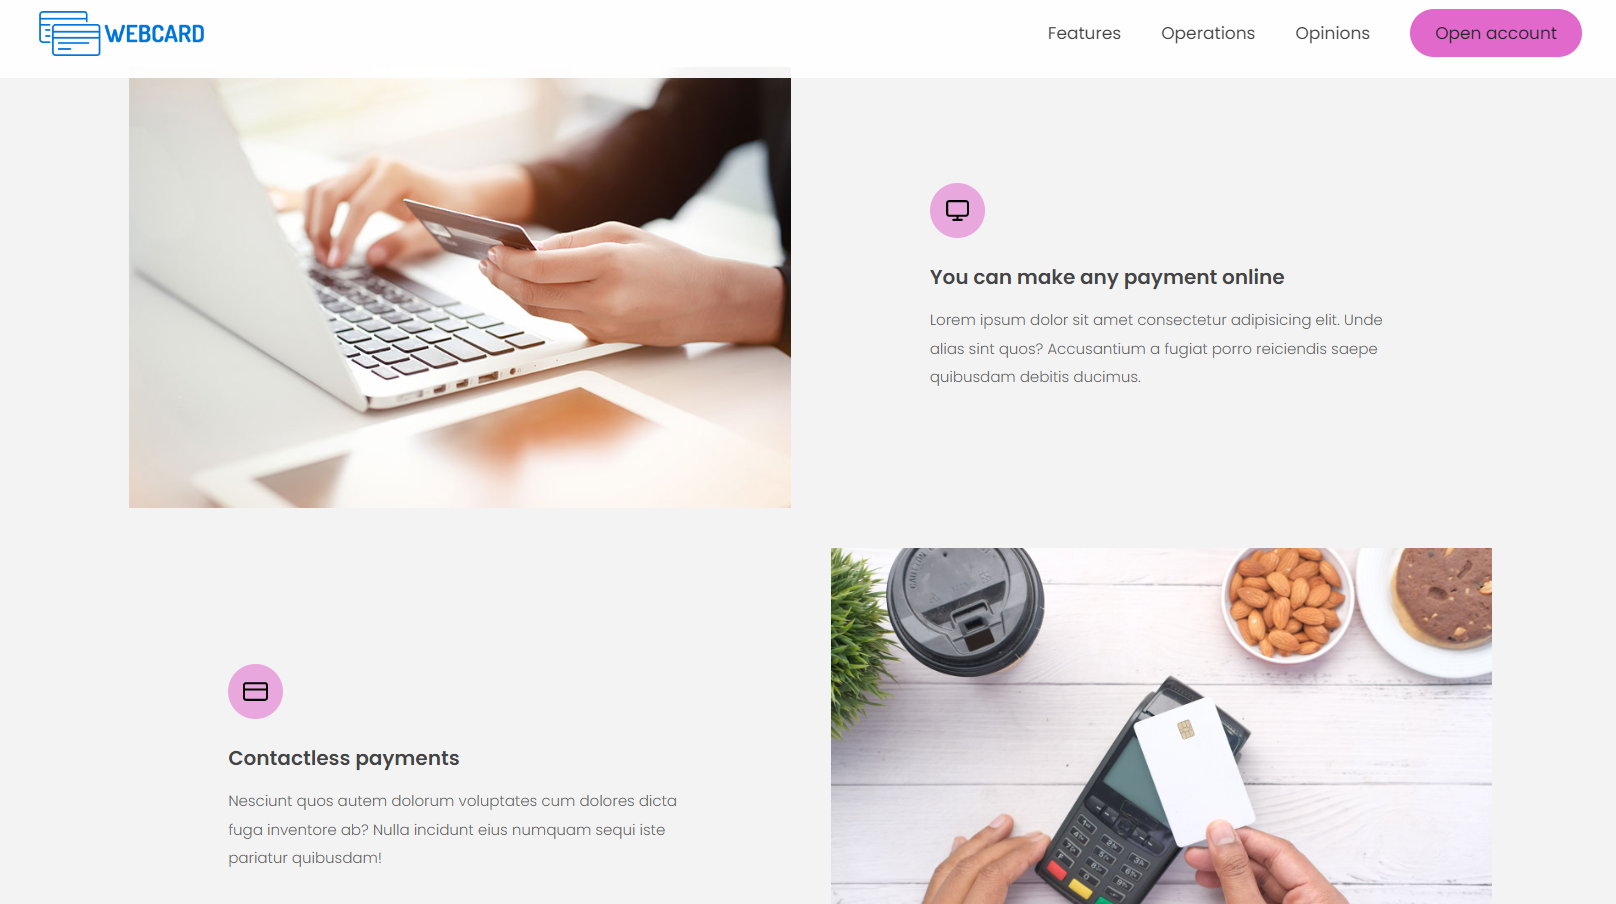 WEBCARD
Features
Operations
Opinions
Open account
You can make any payment online
Lorem ipsum dolor sit amet consectetur adipisicing elit. Unde
alias sint quos? Accusantium a fugiat porro reiciendis saepe
quibusdam debitis ducimus.
Contactless payments
Nesciunt quos autem dolorum voluptates cum dolores dicta
fuga inventore ab? Nulla incidunt eius numquam sequi iste
pariatur quibusdam!